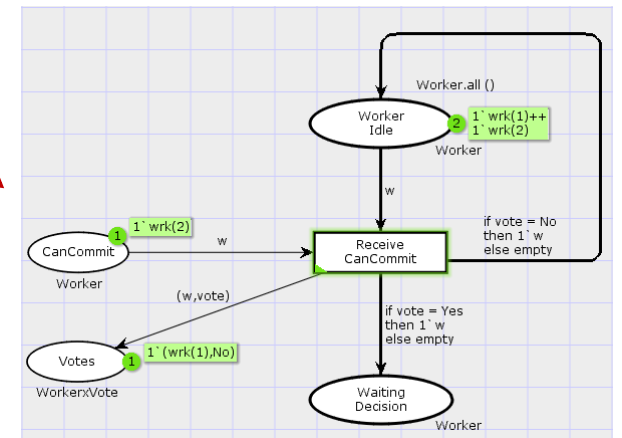 Worker.all ()
Worker
Idle
2
1`wrk(1)++
1`wrk(2)
Worker
w
1
1`wrk(2)
CanCommit
w
Receive
CanCommit
if vote = No
then 1`w
else empty
Worker
(w,vote)
if vote = Yes
then 1`w
else empty
Votes
1
1`(wrk(1),No)
WorkerxVote
Waiting
Decision
Worker